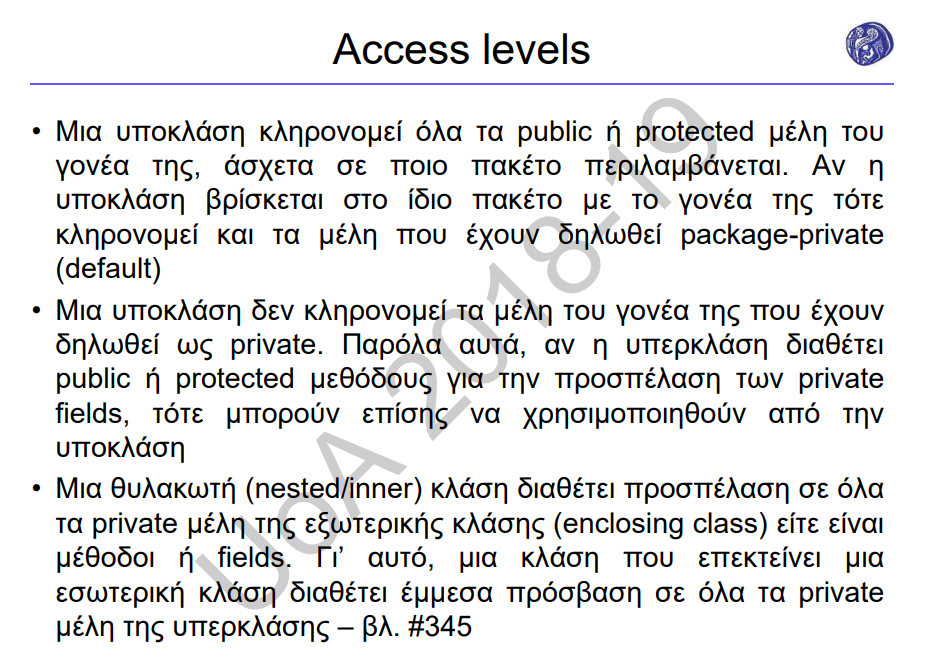 Access levels
• Μια υποκλάση κληρονομεί όλα τα public ή protected μέλη του
γονέα της, άσχετα σε ποιο πακέτο περιλαμβάνεται. Αν η
υποκλάση βρίσκεται στο ίδιο πακέτο με το γονέα της τότε
κληρονομεί και τα μέλη που έχουν δηλωθεί package-private
(default)
• Μια υποκλάση δεν κληρονομεί τα μέλη του γονέα της που έχουν
δηλωθεί ως private. Παρόλα αυτά, αν η υπερκλάση διαθέτει
public ή protected μεθόδους για την προσπέλαση των private
fields, τότε μπορούν επίσης να χρησιμοποιηθούν από την
υποκλάση
• Μια θυλακωτή (nested/inner) κλάση διαθέτει προσπέλαση σε όλα
τα private μέλη της εξωτερικής κλάσης (enclosing class) είτε είναι
μέθοδοι ή fields. Γι’ αυτό, μια κλάση που επεκτείνει μια
εσωτερική κλάση διαθέτει έμμεσα πρόσβαση σε όλα τα private
μέλη της υπερκλάσης – βλ. #345
UoA 2018-19